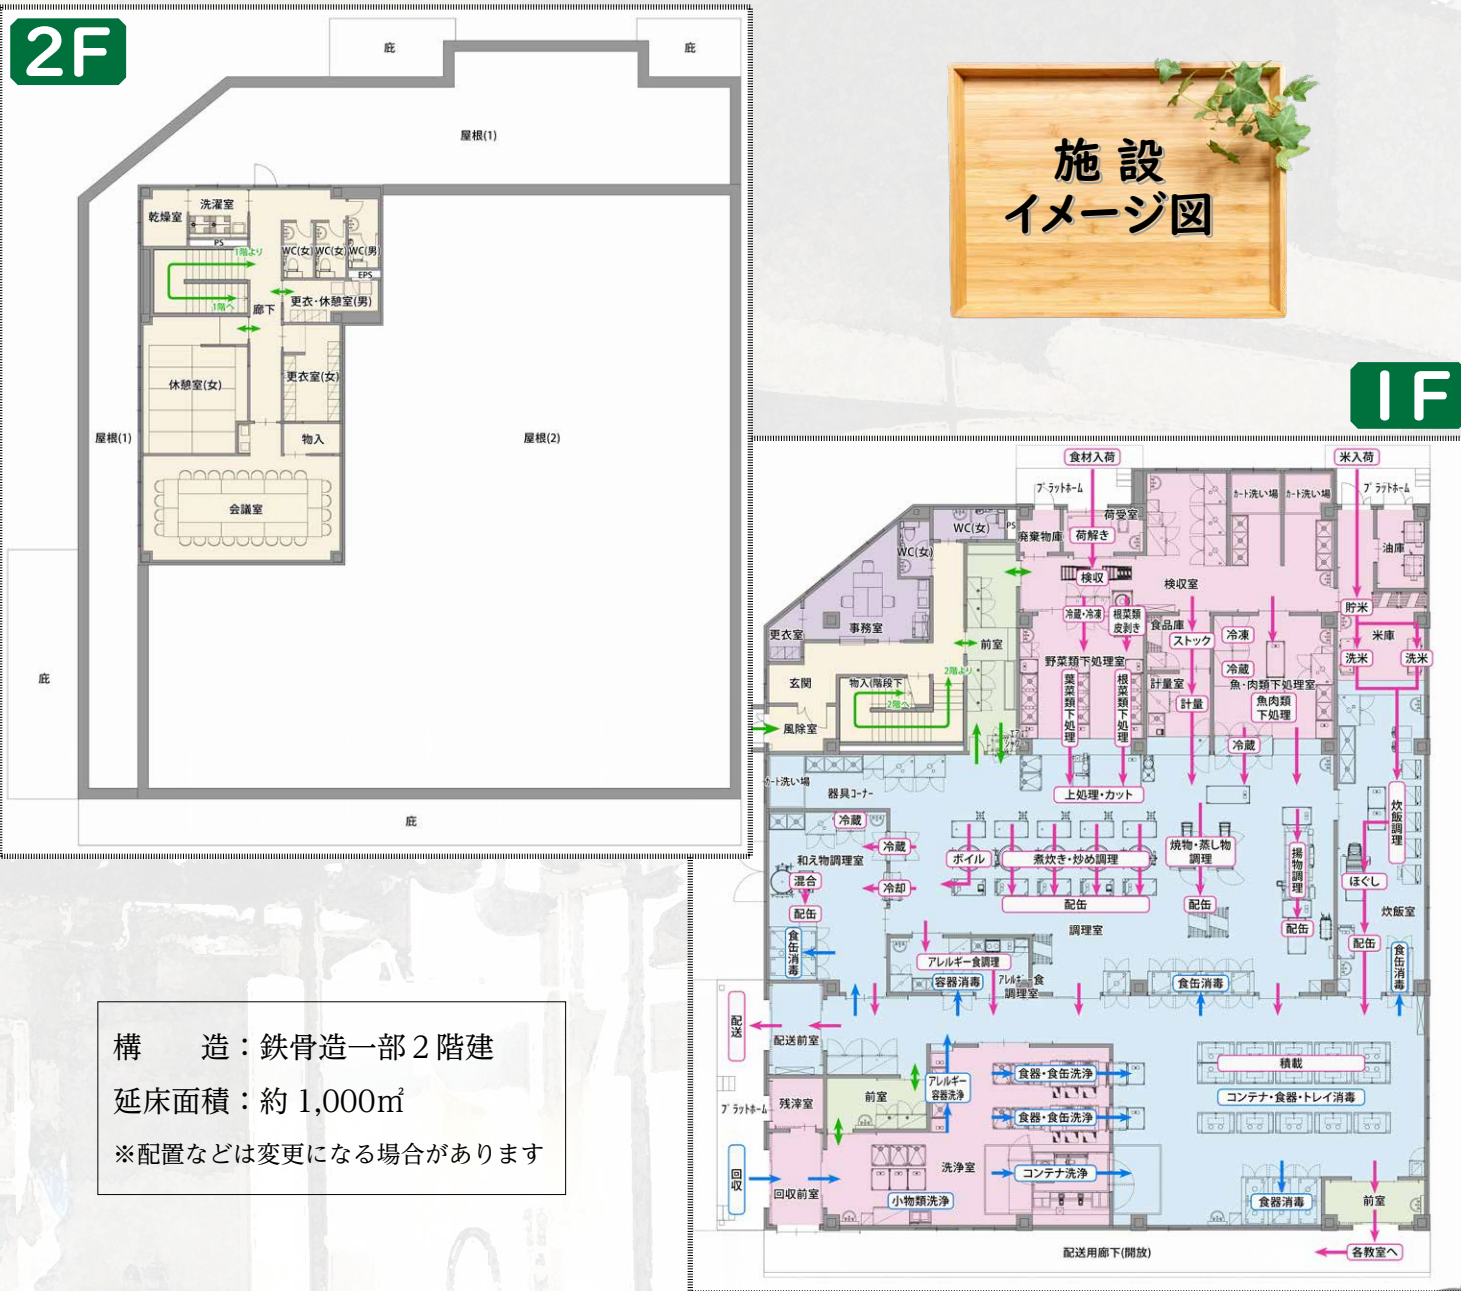 2F
庇
庇
屋根(1)
乾燥室
洗濯室
PS
1階より
1階へ
WC(女)
WC(女)
WC(男)
EPS
更衣・休憩室(男)
廊下
休憩室(女)
更衣室(女)
物入
屋根(1)
屋根(2)
会議室
庇
庇
施設
イメージ図
1F
食材入荷
米入荷
プラットホーム
プラットホーム
カート洗い場
カート洗い場
荷受室
WC(女)
PS
廃棄物庫
荷解き
油庫
WC(女)
検収
検収室
冷蔵・冷凍
根菜類
皮剥き
貯米
更衣室
事務室
前室
食品庫
ストック
冷凍
米庫
野菜類下処理室
冷蔵
洗米
洗米
玄関
物入(階段下
2階より
2階へ
葉菜類下処理
根菜類下処理
計量室
計量
魚・肉類下処理室
魚肉類
下処理
風除室
冷蔵
カート洗い場
器具コーナー
上処理・カット
炊飯調理
冷蔵
和え物調理室
冷蔵
ボイル
煮炊き・炒め調理
焼物・蒸し物
調理
揚物調理
混合
冷却
ほぐし
配缶
配缶
配缶
配缶
炊飯室
調理室
配缶
食缶消毒
アレルギー食調理
容器消毒
アレルギー食
調理室
食缶消毒
食缶消毒
配送
配送前室
積載
プラットホーム
残滓室
前室
アレルギー
容器洗浄
食器・食缶洗浄
コンテナ・食器・トレイ消毒
食器・食缶洗浄
回収
回収前室
洗浄室
コンテナ洗浄
小物類洗浄
食器消毒
前室
配送用廊下(開放)
各教室へ
構　　造：鉄骨造一部２階建
延床面積：約 1,000㎡
※配置などは変更になる場合があります